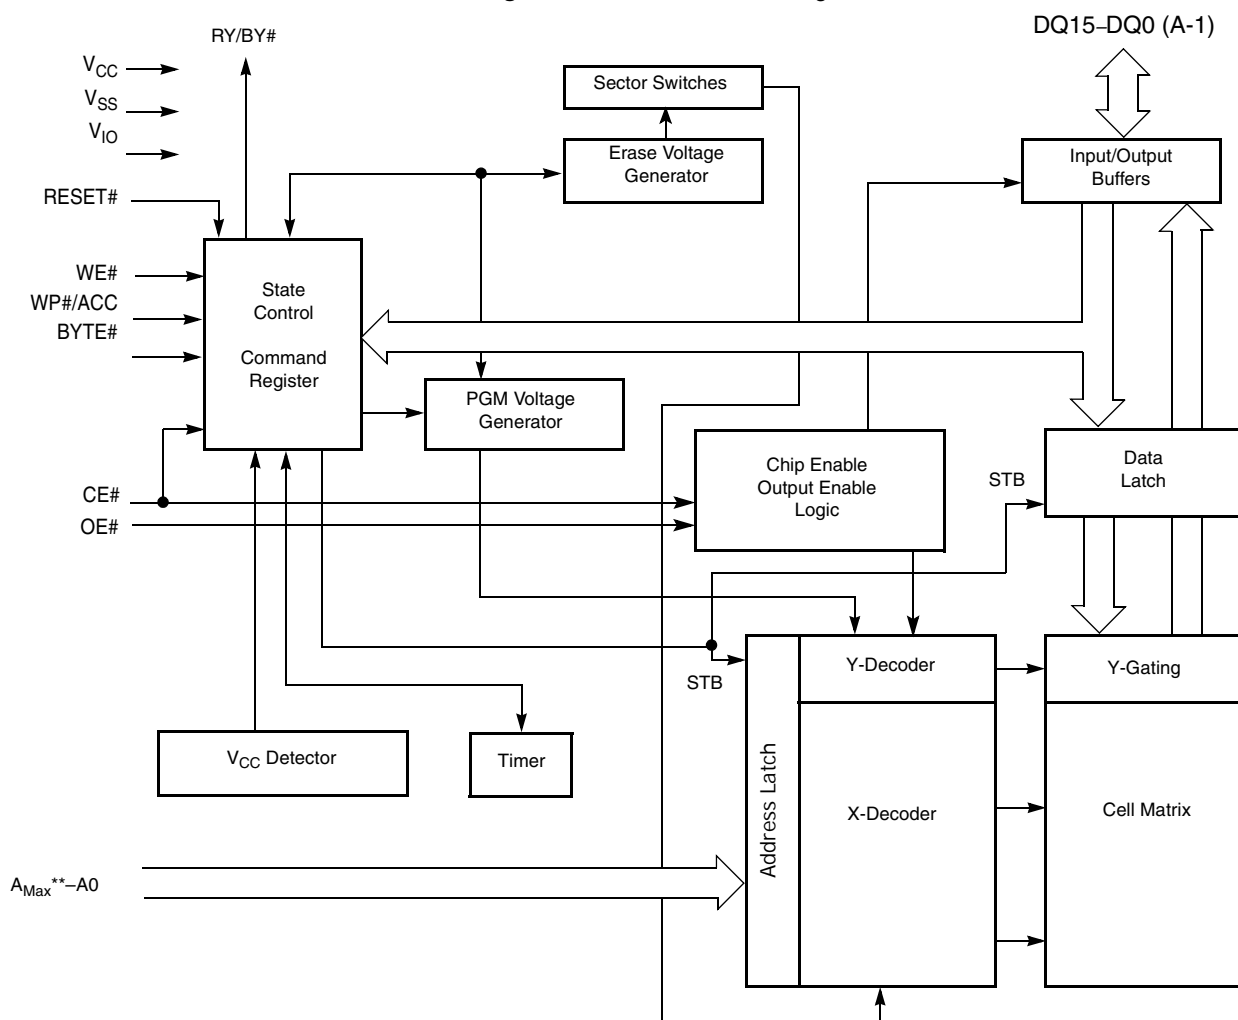 DQ15–DQ0 (A-1)
RY/BY#
VCC
VSS
VIO
RESET#
WE#
WP#/ACC
BYTE#
CE#
OE#
Sector Switches
Erase Voltage
Generator
Input/Output
Buffers
State
Control
Command
Register
PGM Voltage
Generator
Chip Enable
Output Enable
Logic
STB
Data
Latch
STB
Y-Decoder
Y-Gating
VCC Detector
Timer
Address Latch
X-Decoder
Cell Matrix
AMax**–A0